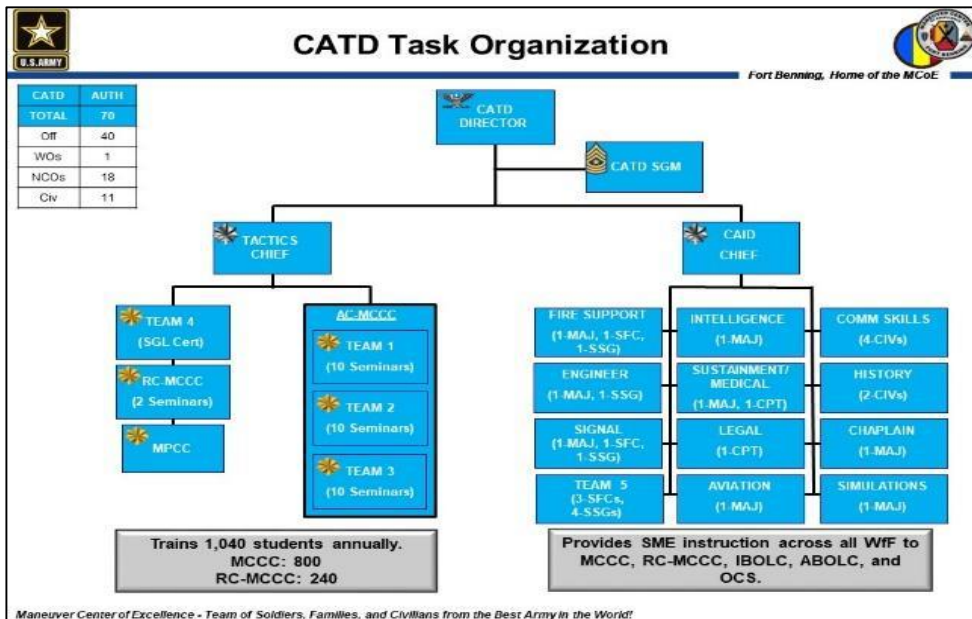 U.S.ARMY
CATD Task Organization
Fort Benning, Home of the MCoE
CATD AUTH
TOTAL 70
Off 40
WOs 1
NCOs 18
Civ 11
CATD
DIRECTOR
CATD SGM
TACTICS
CHIEF
CAID
CHIEF
TEAM 4
(SGL Cert)
RC-MCCC
(2 Seminars)
MPCC
AC-MCCC
TEAM 1
(10 Seminars)
TEAM 2
(10 Seminars)
TEAM 3
(10 Seminars)
FIRE SUPPORT
(1-MAJ, 1-SFC,
1-SSG)
ENGINEER
(1-MAJ, 1-SSG)
SIGNAL
(1-MAJ, 1-SFC,
1-SSG)
TEAM 5
(3-SFCs,
4-SSGs)
INTELLIGENCE
(1-MAJ)
SUSTAINMENT/
MEDICAL
(1-MAJ, 1-CPT)
LEGAL
(1-CPT)
AVIATION
(1-MAJ)
COMM SKILLS
(4-CIVs)
HISTORY
(2-CIVs)
CHAPLAIN
(1-MAJ)
SIMULATIONS
(1-MAJ)
Trains 1,040 students annually.
MCCC: 800
RC-MCCC: 240
Provides SME instruction across all WfF to
MCCC, RC-MCCC, IBOLC, ABOLC, and
OCS.
Maneuver Center of Excellence - Team of Soldiers, Families, and Civilians from the Best Army in the World!